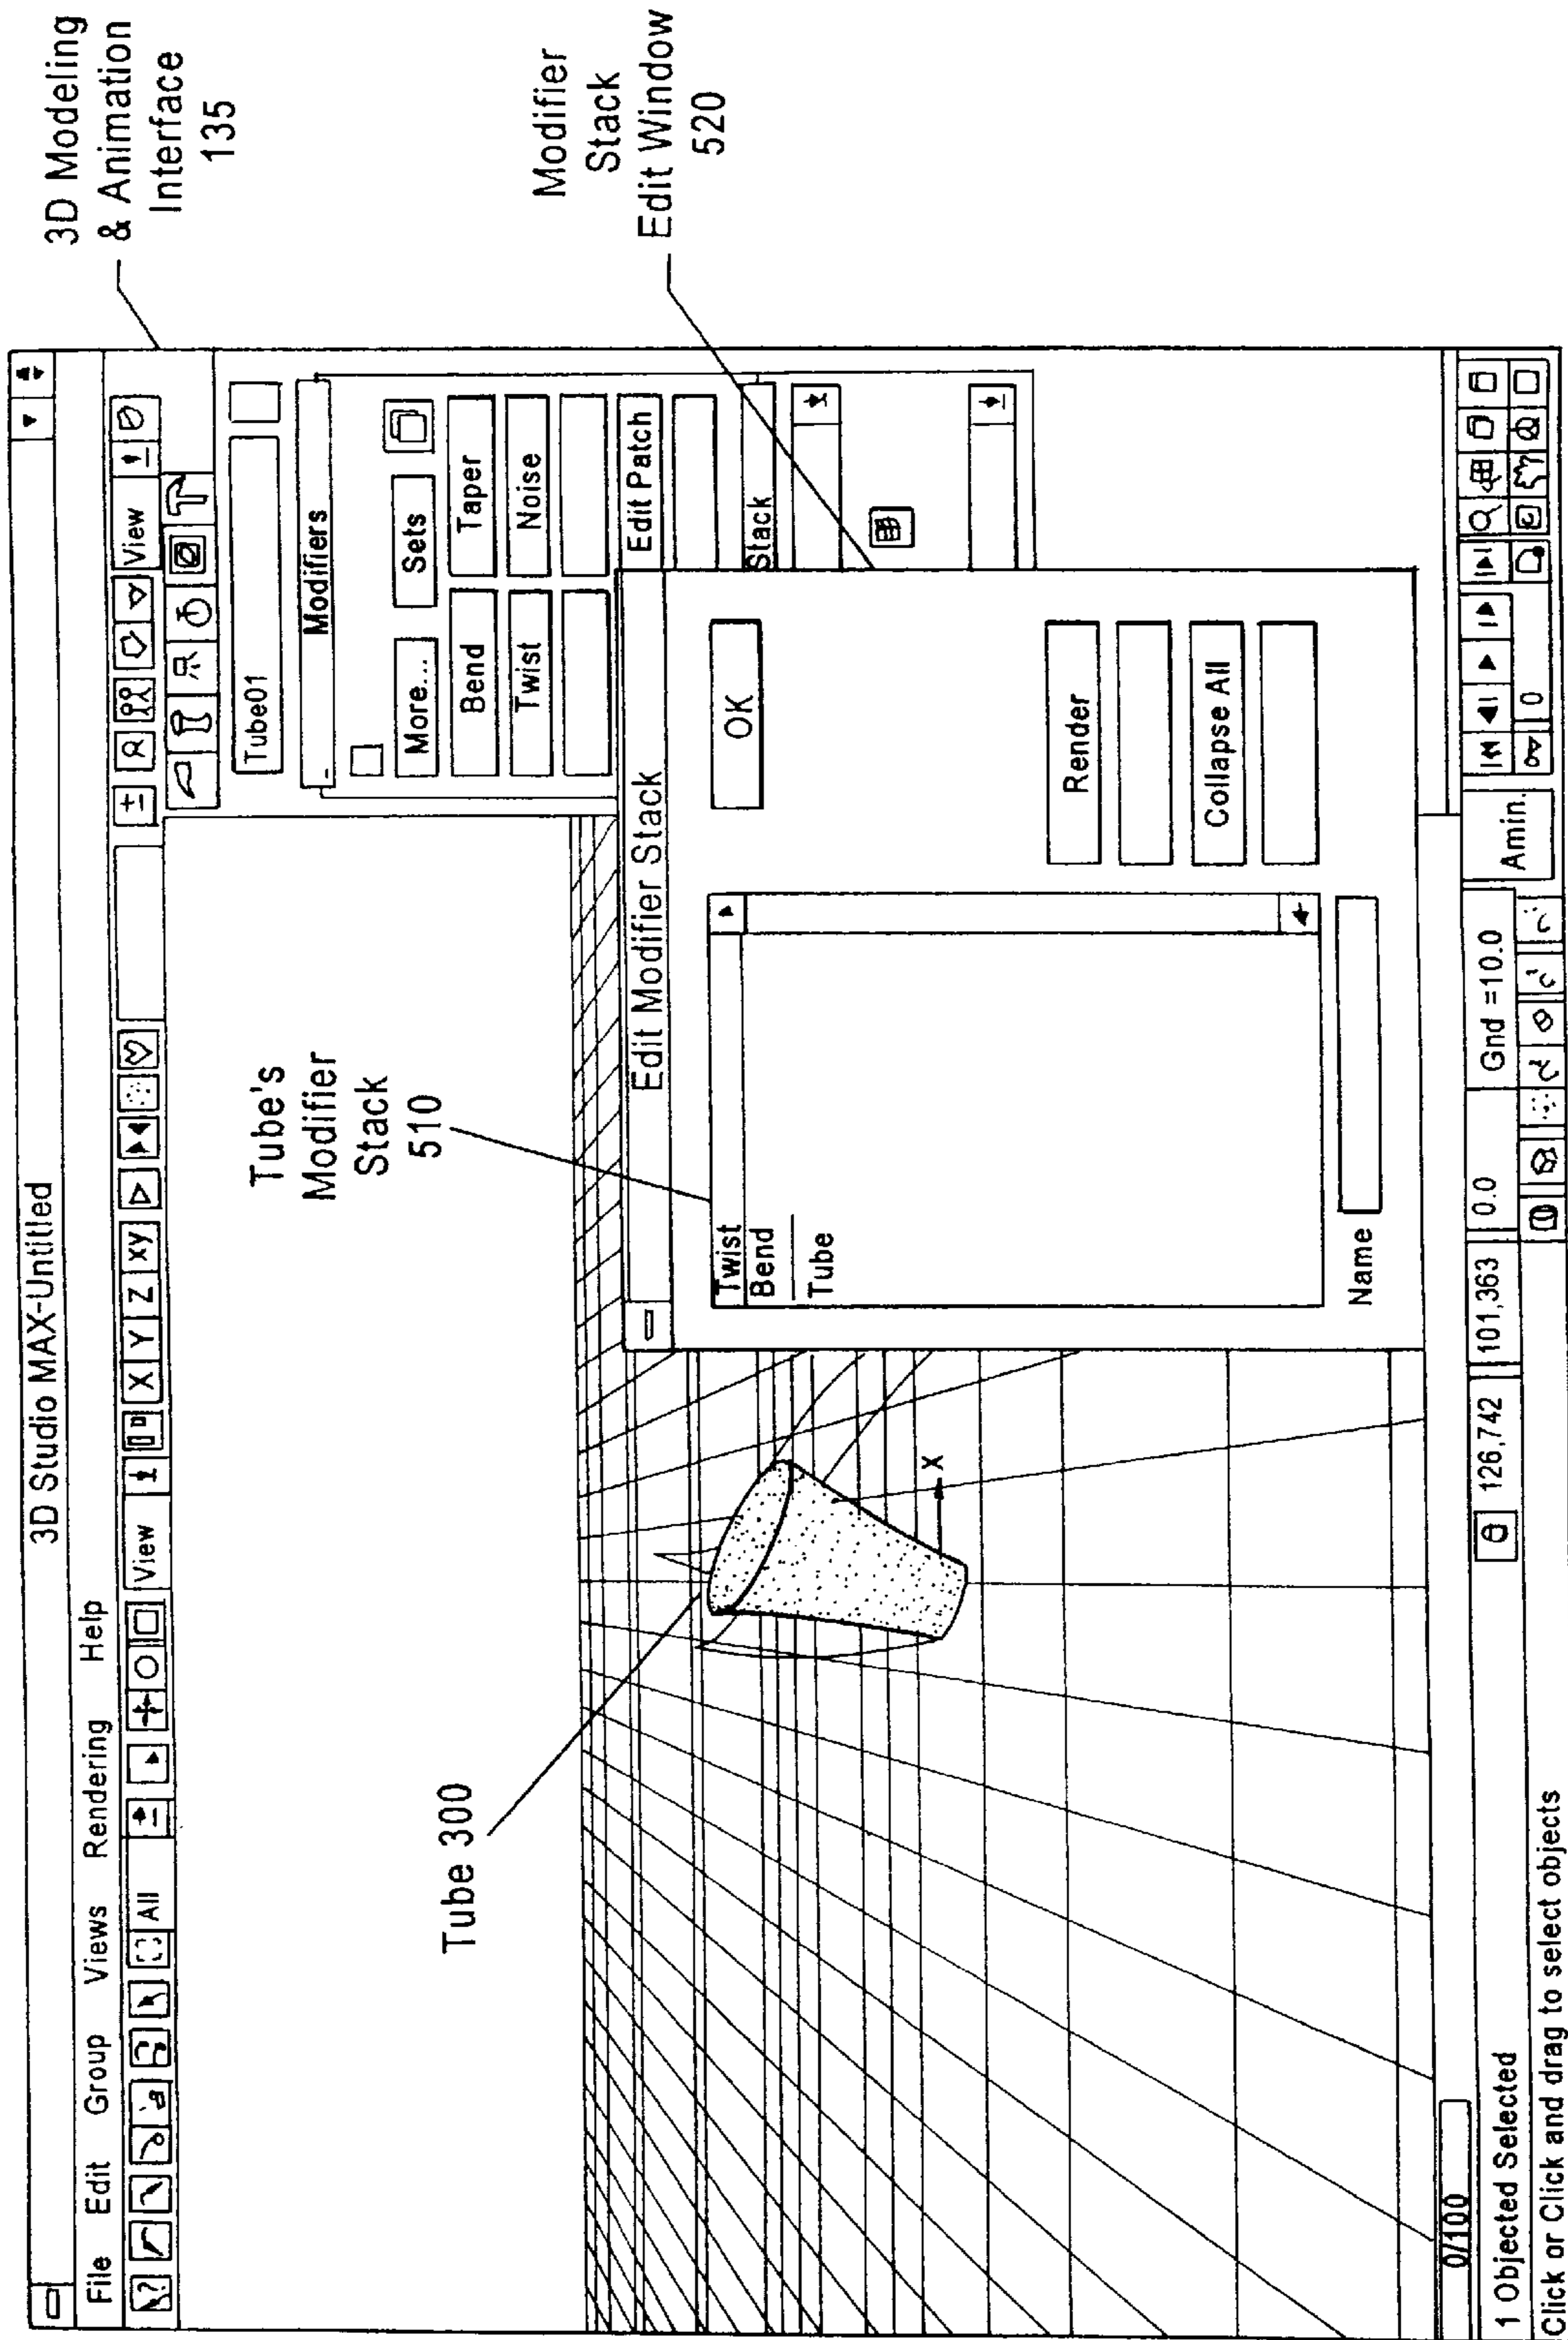 3D Modeling
& Animation
Interface
135
Modifier
Stack
Edit Window
520
3D Studio MAX-Untitled
File Edit Group Views Rendering Help
All
View
X Y Z xy
View
Tube01
Modifiers
More...
Sets
Bend
Taper
Twist
Noise
Edit Patch
Stack
Tube's
Modifier
Stack
510
Tube 300
X
Edit Modifier Stack
Twist
Bend
Tube
OK
Render
Collapse All
Name
0/100
1 Objected Selected
126,742
101,363
0.0
Gnd =10.0
Amin.
0
Click or Click and drag to select objects